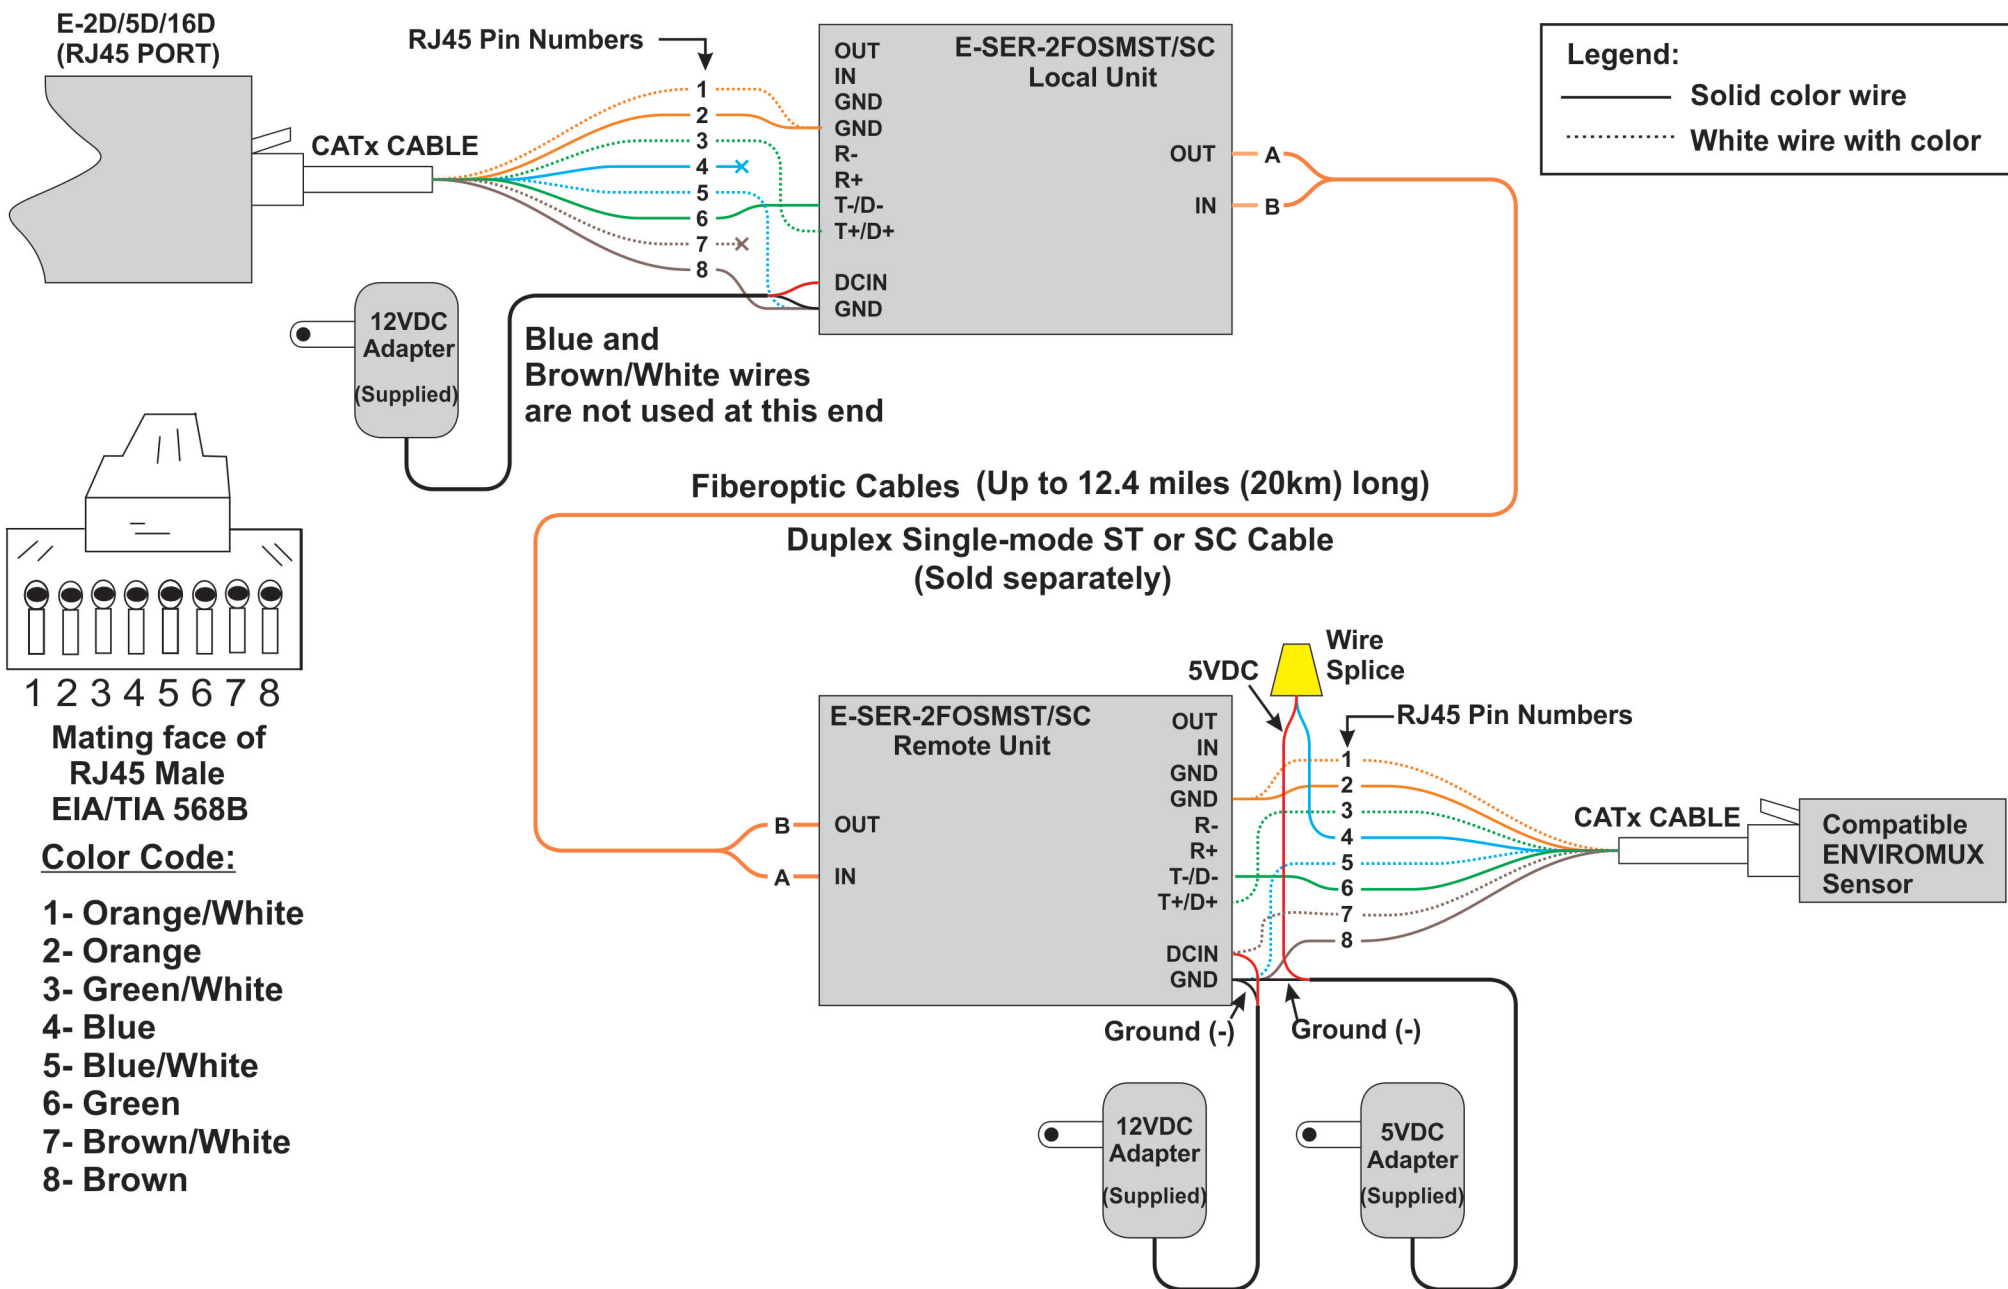 E-2D/5D/16D
(RJ45 PORT)
RJ45 Pin Numbers
CATx CABLE
1
2
3
4
5
6
7
8
E-SER-2FOSMST/SC
Local Unit
OUT
IN
GND
GND
R-
R+
T-/D-
T+/D+
DCIN
GND
OUT
IN
A
B
Legend:
Solid color wire
White wire with color
12VDC
Adapter
(Supplied)
Blue and
Brown/White wires
are not used at this end
Fiberoptic Cables (Up to 12.4 miles (20km) long)
Duplex Single-mode ST or SC Cable
(Sold separately)
1 2 3 4 5 6 7 8
Mating face of
RJ45 Male
EIA/TIA 568B
Color Code:
1- Orange/White
2- Orange
3- Green/White
4- Blue
5- Blue/White
6- Green
7- Brown/White
8- Brown
Wire
Splice
5VDC
RJ45 Pin Numbers
E-SER-2FOSMST/SC
Remote Unit
B
A
OUT
IN
OUT
IN
GND
GND
R-
R+
T-/D-
T+/D+
DCIN
GND
1
2
3
4
5
6
7
8
CATx CABLE
Compatible
ENVIROMUX
Sensor
Ground (-)
Ground (-)
12VDC
Adapter
(Supplied)
5VDC
Adapter
(Supplied)